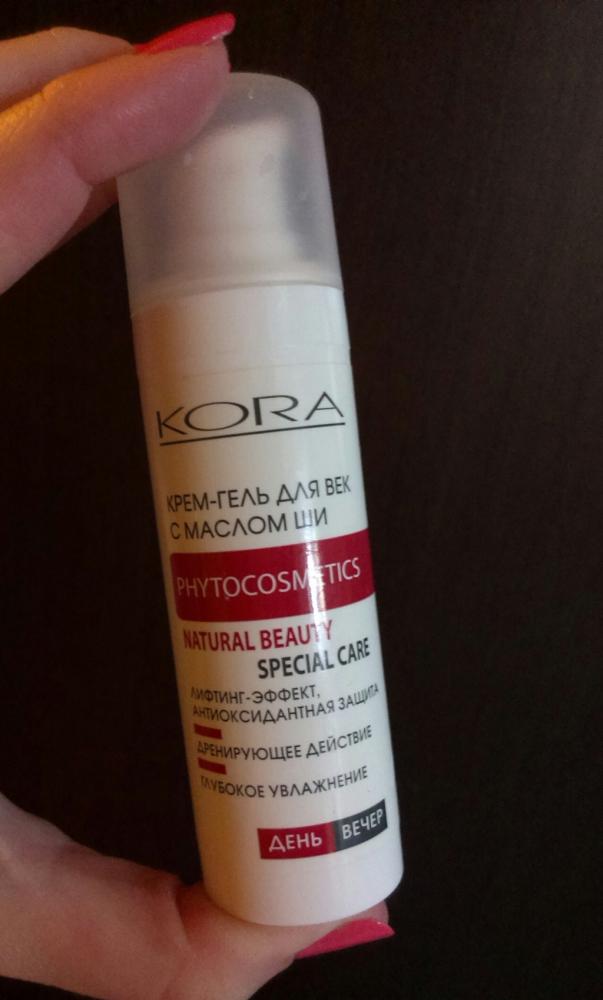 KORA
КРЕМ-ГЕЛЬ ДЛЯ ВЕК
С МАСЛОМ ШИ
PHYTOCOSMETICS
NATURAL BEAUTY
SPECIAL CARE
ЛИФТИНГ-ЭФФЕКТ,
АНТИОКСИДАНТНАЯ ЗАЩИТА
ДРЕНИРУЮЩЕЕ ДЕЙСТВИЕ
ГЛУБОКОЕ УВЛАЖНЕНИЕ
ДЕНЬ ВЕЧЕР